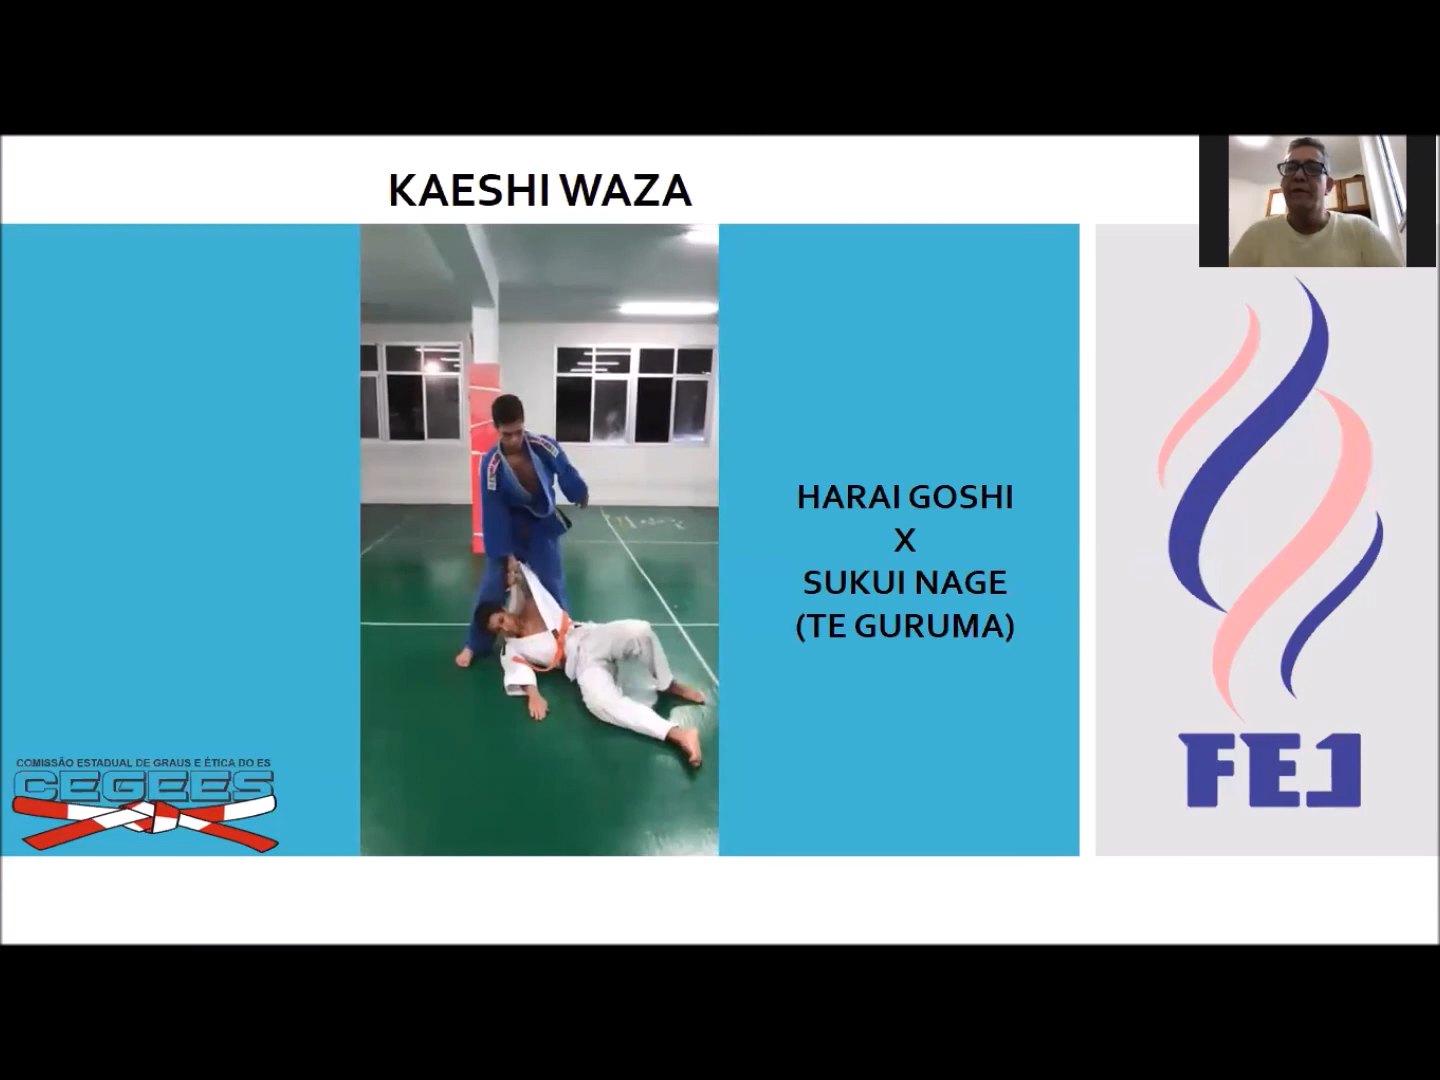 KAESHI WAZA
HARAI GOSHI
X
SUKUI NAGE
(TE GURUMA)
COMISSÃO ESTADUAL DE GRAUS E ÉTICA DO ES
CEGEES
FEJ